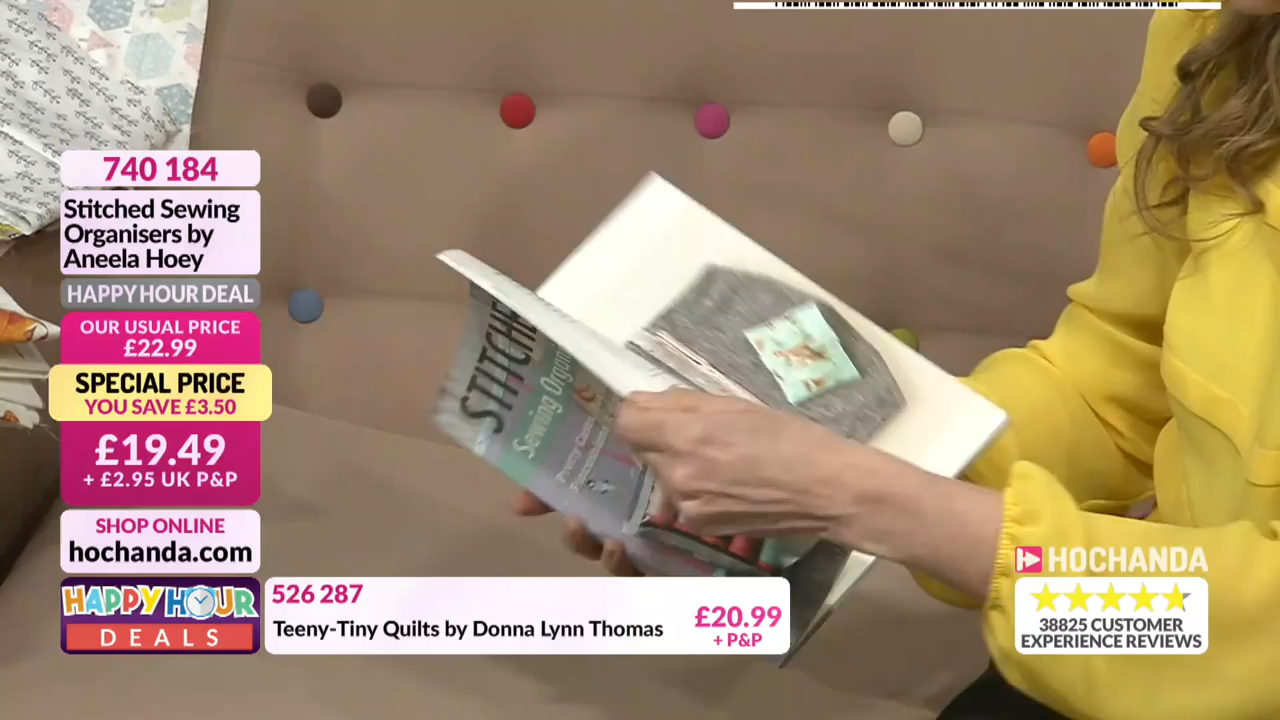 740 184
Stitched Sewing
Organisers by
Aneela Hoey
HAPPY HOUR DEAL
OUR USUAL PRICE
£22.99
SPECIAL PRICE
YOU SAVE £3.50
£19.49
+ £2.95 UK P&P
SHOP ONLINE
hochanda.com
HAPPY HOUR
DEALS
526 287
Teeny-Tiny Quilts by Donna Lynn Thomas
£20.99
+ P&P
Sewing
HOCHANDA
38825 CUSTOMER
EXPERIENCE REVIEWS